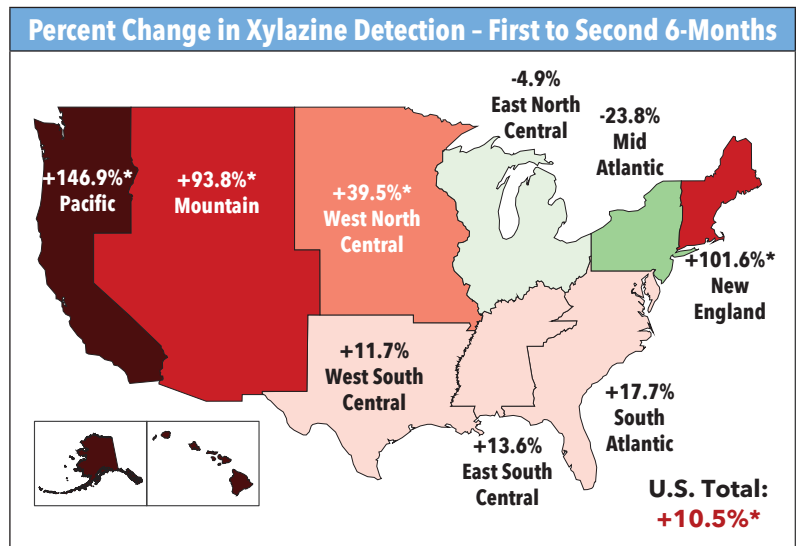 Percent Change in Xylazine Detection – First to Second 6-Months
-4.9%
East North
Central
-23.8%
Mid
Atlantic
+146.9%*
Pacific
+93.8%*
Mountain
+39.5%*
West North
Central
+101.6%*
New
England
+11.7%
West South
Central
+17.7%
South
Atlantic
+13.6%
East South
Central
U.S. Total:
+10.5%*